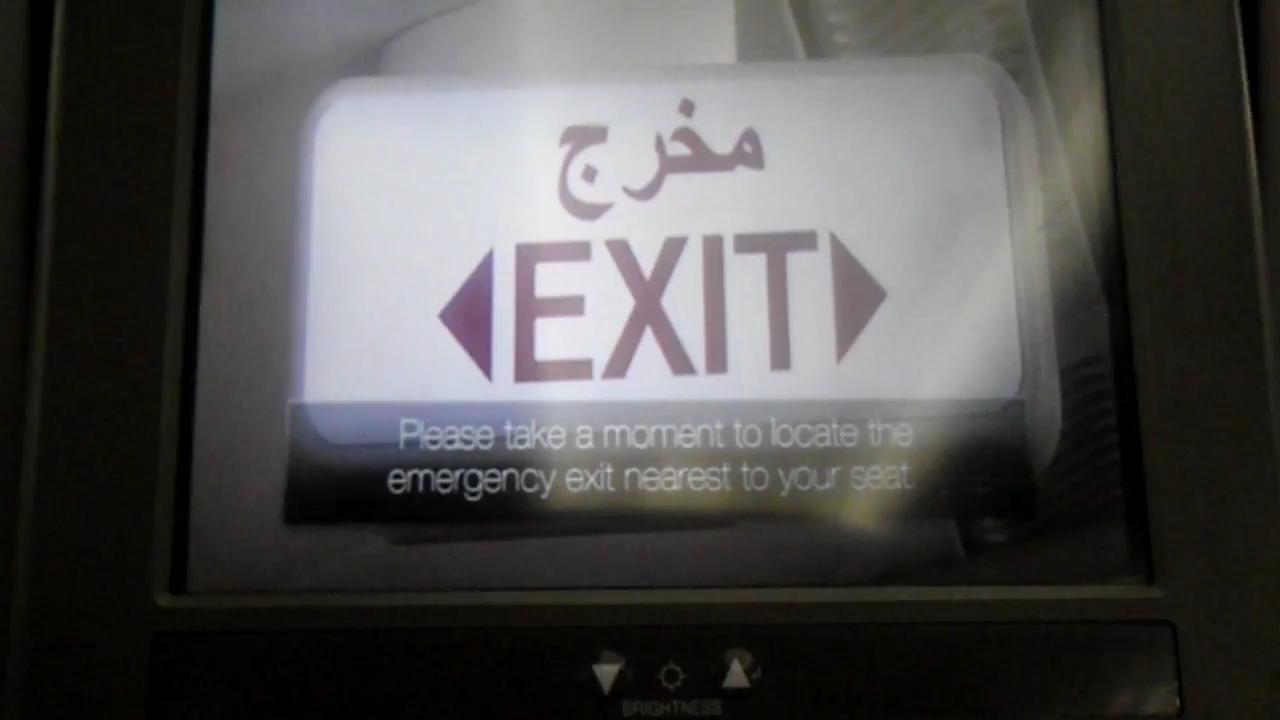 مخرج
EXIT
Please take a moment to locate the
emergency exit nearest to your seat.
BRIGHTNESS